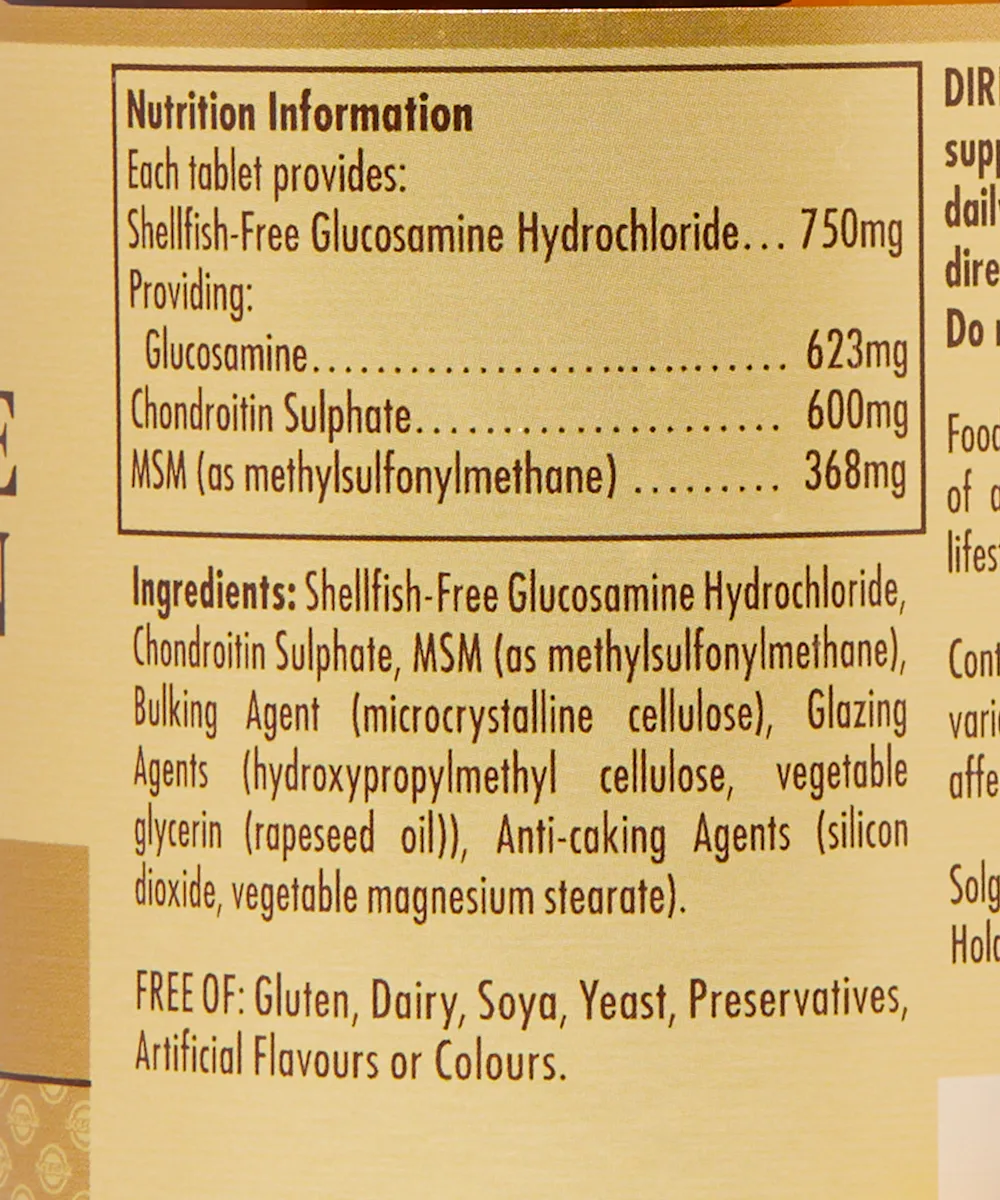 Nutrition Information
Each tablet provides:
Shellfish-Free Glucosamine Hydrochloride... 750mg
Providing:
Glucosamine.............................. 623mg
Chondroitin Sulphate...................... 600mg
MSM (as methylsulfonylmethane) ......... 368mg
Ingredients: Shellfish-Free Glucosamine Hydrochloride,
Chondroitin Sulphate, MSM (as methylsulfonylmethane),
Bulking Agent (microcrystalline cellulose), Glazing
Agents (hydroxypropylmethyl cellulose, vegetable
glycerin (rapeseed oil)), Anti-caking Agents (silicon
dioxide, vegetable magnesium stearate).
FREE OF: Gluten, Dairy, Soya, Yeast, Preservatives,
Artificial Flavours or Colours.
Do
of